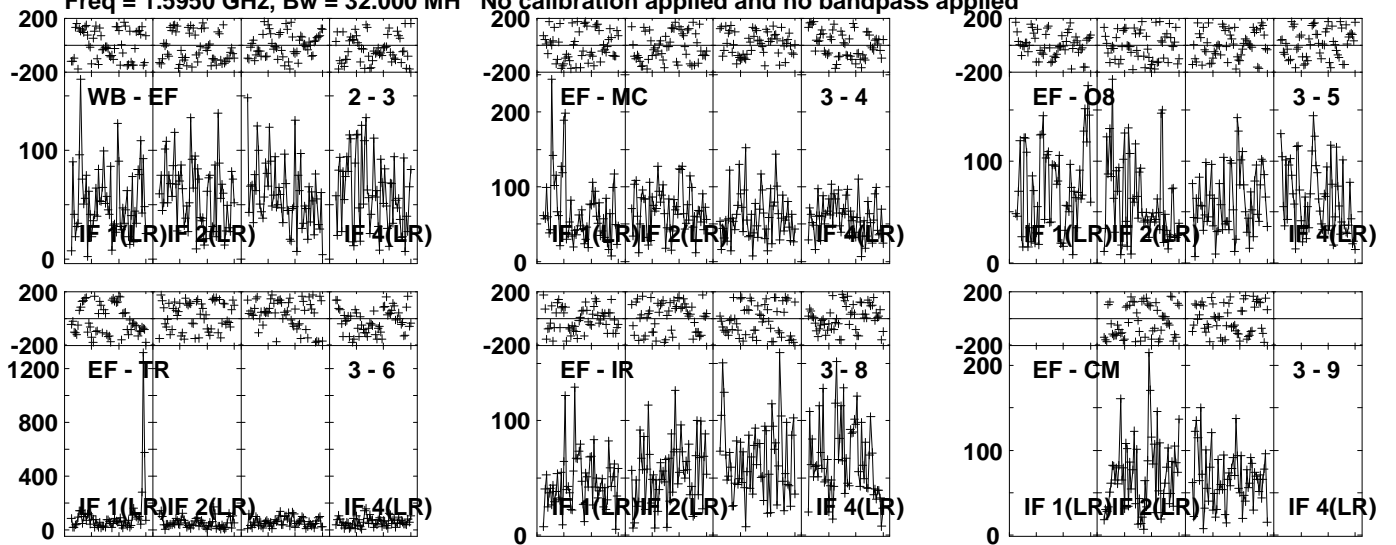 Freq = 1.5950 GHz, Bw = 32.000 MH No calibration applied and no bandpass applied
200
-200
WB - EF 2 - 3
100
IF 1(LR) IF 2(LR) IF 4(LR)
0
200
-200
EF - MC 3 - 4
200
100
IF 1(LR) IF 2(LR) IF 4(LR)
0
200
-200
EF - O8 3 - 5
100
IF 1(LR) IF 2(LR) IF 4(LR)
0
200
-200
1200
EF - TR 3 - 6
800
400
IF 1(LR) IF 2(LR) IF 4(LR)
0
200
-200
EF - IR 3 - 8
100
IF 1(LR) IF 2(LR) IF 4(LR)
0
200
-200
200
EF - CM 3 - 9
100
IF 1(LR) IF 2(LR) IF 4(LR)
0